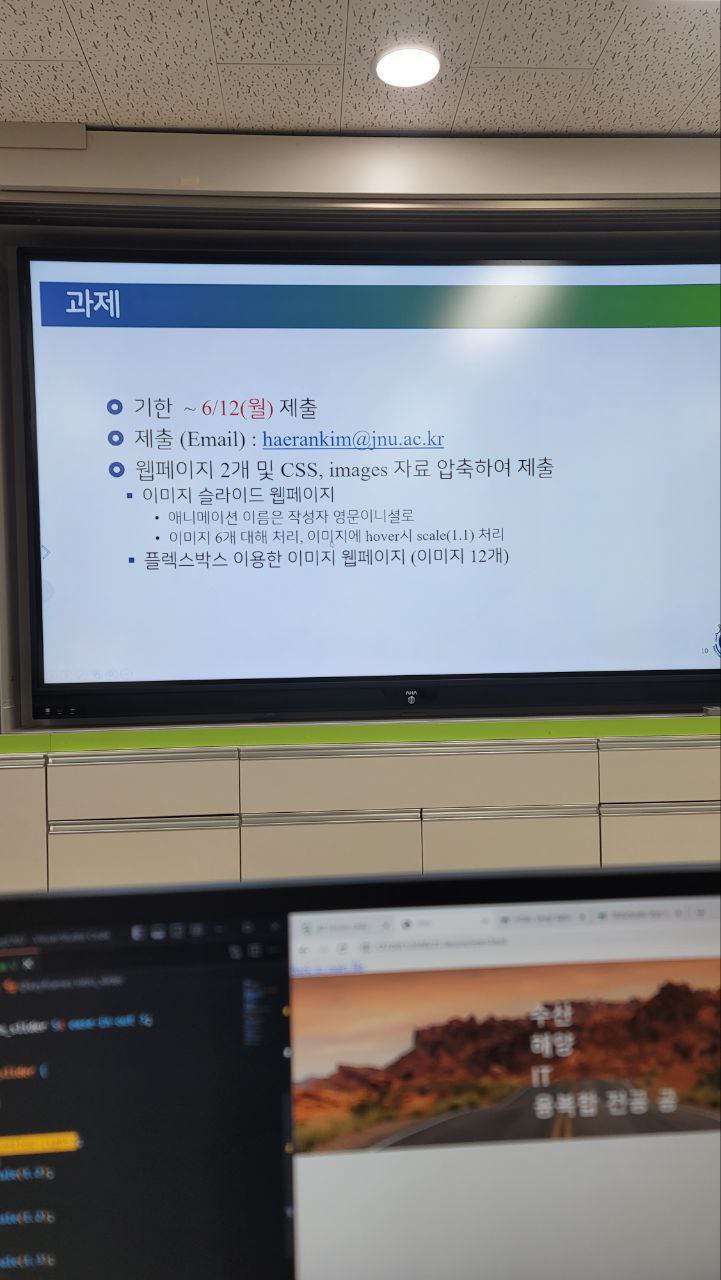 과제
기한 ~ 6/12(월) 제출
제출 (Email) : haerankim@jnu.ac.kr
웹페이지 2개 및 CSS, images 자료 압축하여 제출
이미지 슬라이드 웹페이지
애니메이션 이름은 작성자 영문이니셜로
이미지 6개 대해 처리, 이미지에 hover시 scale(1.1) 처리
플렉스박스 이용한 이미지 웹페이지 (이미지 12개)
10
AHA
수산
해양
IT
융복합 전공 공